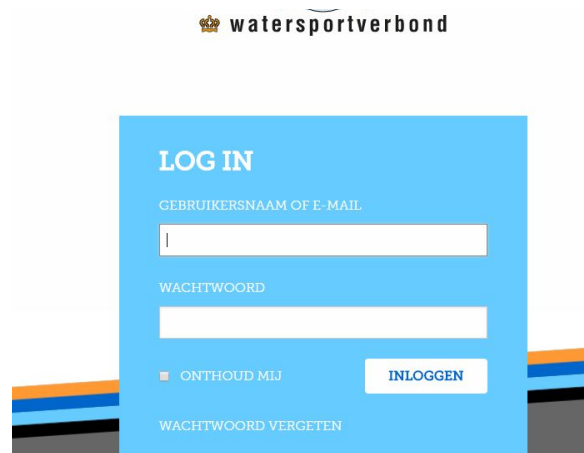 watersportverbond
LOG IN
GEBRUIKERSNAAM OF E-MAIL
WACHTWOORD
ONTHOUD MIJ
INLOGGEN
WACHTWOORD VERGETEN